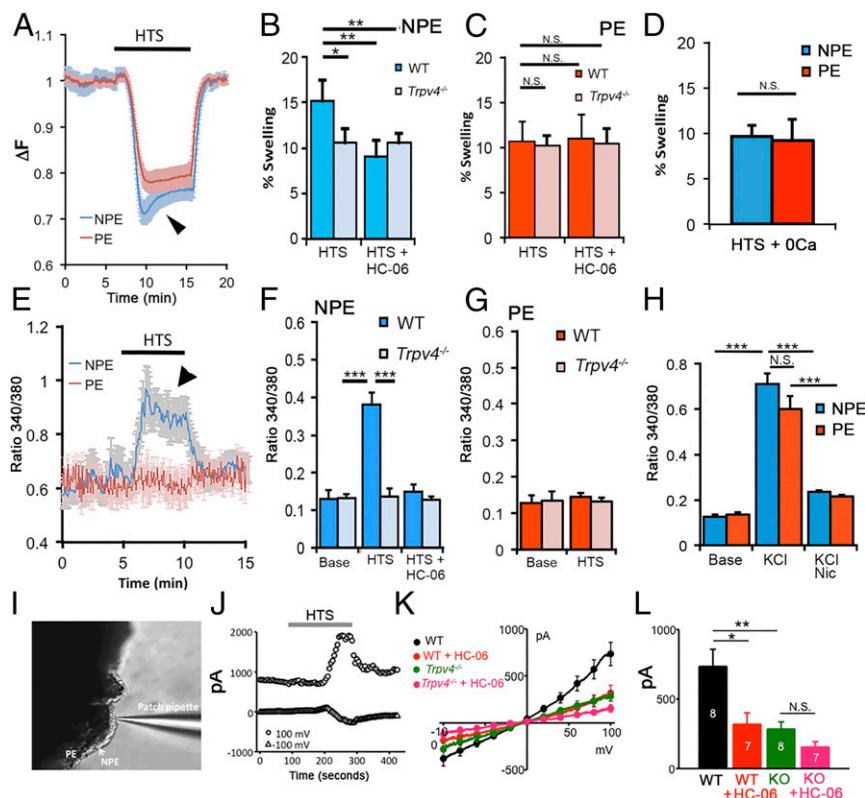 A
HTS
ΔF
1.1
1
0.9
0.8
0.7
0.6
NPE
PE
0 5 10 15 20
Time (min)
B
NPE
**
**
*
WT
Trpv4-/-
% Swelling
20
15
10
5
0
HTS
HTS +
HC-06
C
PE
N.S.
N.S.
N.S.
WT
Trpv4-/-
% Swelling
20
15
10
5
0
HTS
HTS +
HC-06
D
NPE
PE
N.S.
% Swelling
20
15
10
5
0
HTS + 0Ca
E
HTS
NPE
PE
Ratio 340/380
1.2
1
0.8
0.6
0.4
0 5 10 15
Time (min)
F
NPE
WT
Trpv4-/-
*** ***
Ratio 340/380
0.6
0.5
0.4
0.3
0.2
0.1
0
Base HTS HTS +
HC-06
G
PE
WT
Trpv4-/-
Ratio 340/380
0.6
0.5
0.4
0.3
0.2
0.1
0
Base HTS
H
*** ***
N.S.
***
NPE
PE
Ratio 340/380
0.8
0.6
0.4
0.2
0
Base KCl KCl
Nic
I
Patch pipette
PE
NPE
J
HTS
pA
2000
1000
0
-1000
100 mV
-100 mV
0 100 200 300 400
Time (seconds)
K
WT
WT + HC-06
Trpv4-/-
Trpv4-/- + HC-06
pA
1000
500
-10
0
0 50 100
mV
-500
L
**
*
N.S.
pA
1000
500
0
8 7 8 7
WT WT
+HC-06
KO KO
+HC-06